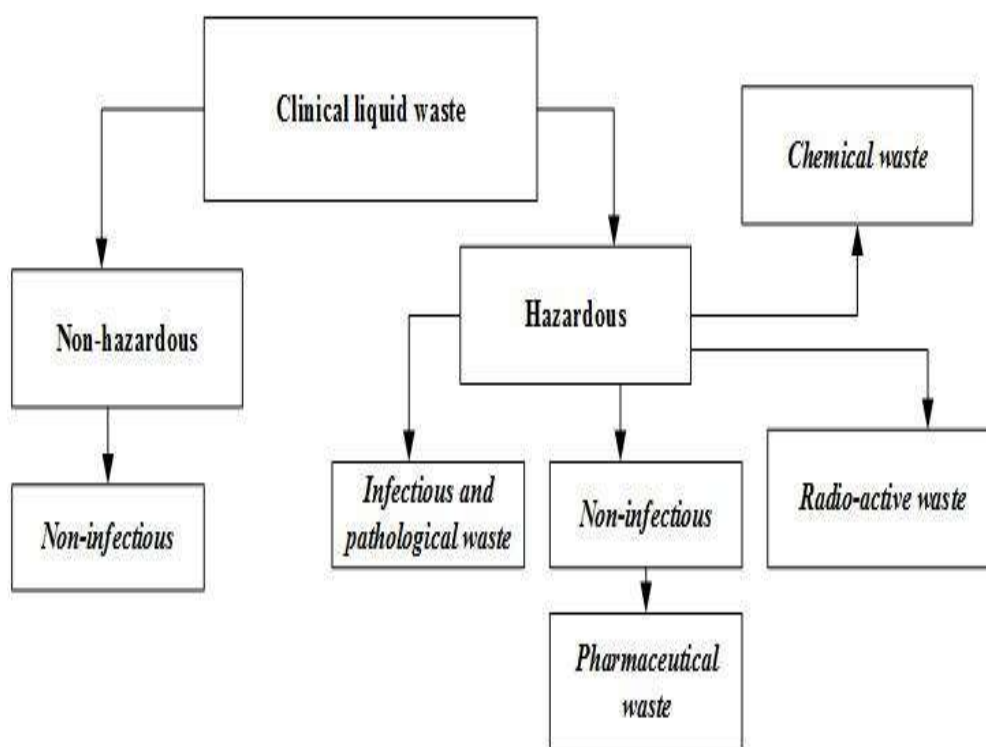 Clinical liquid waste
Chemical waste
Non-hazardous
Hazardous
Infectious and
pathological waste
Non-infectious
Radio-active waste
Non-infectious
Pharmaceutical
waste